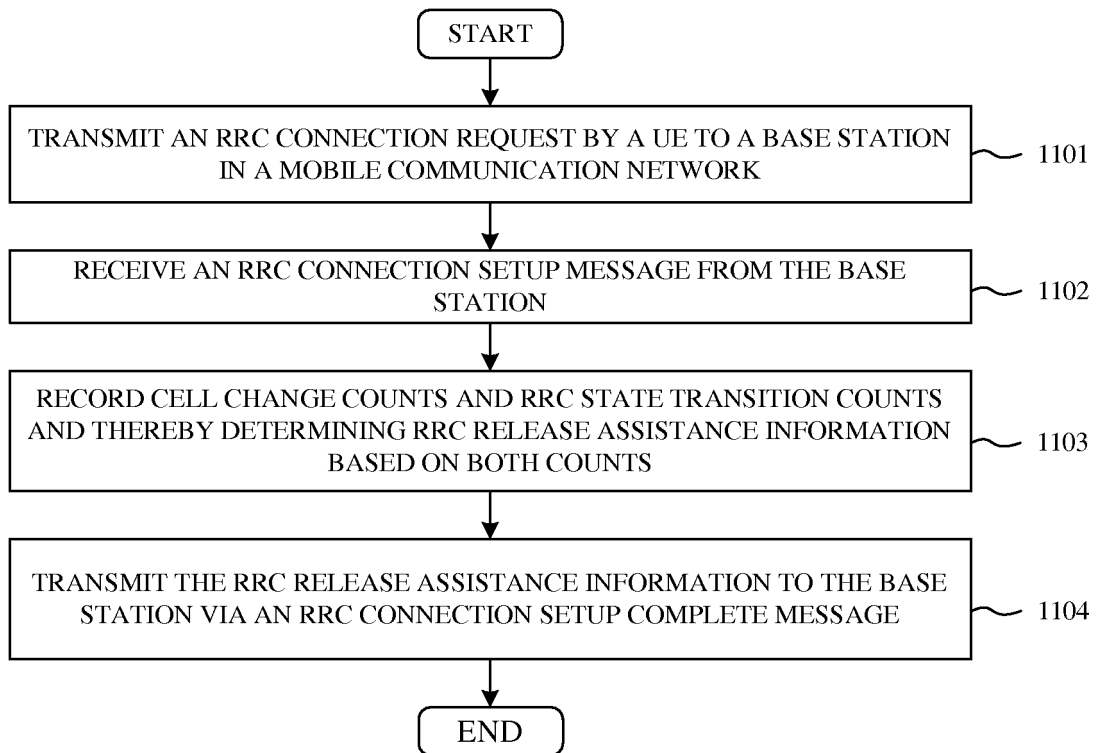 START
TRANSMIT AN RRC CONNECTION REQUEST BY A UE TO A BASE STATION
IN A MOBILE COMMUNICATION NETWORK
1101
RECEIVE AN RRC CONNECTION SETUP MESSAGE FROM THE BASE
STATION
1102
RECORD CELL CHANGE COUNTS AND RRC STATE TRANSITION COUNTS
AND THEREBY DETERMINING RRC RELEASE ASSISTANCE INFORMATION
BASED ON BOTH COUNTS
1103
TRANSMIT THE RRC RELEASE ASSISTANCE INFORMATION TO THE BASE
STATION VIA AN RRC CONNECTION SETUP COMPLETE MESSAGE
1104
END